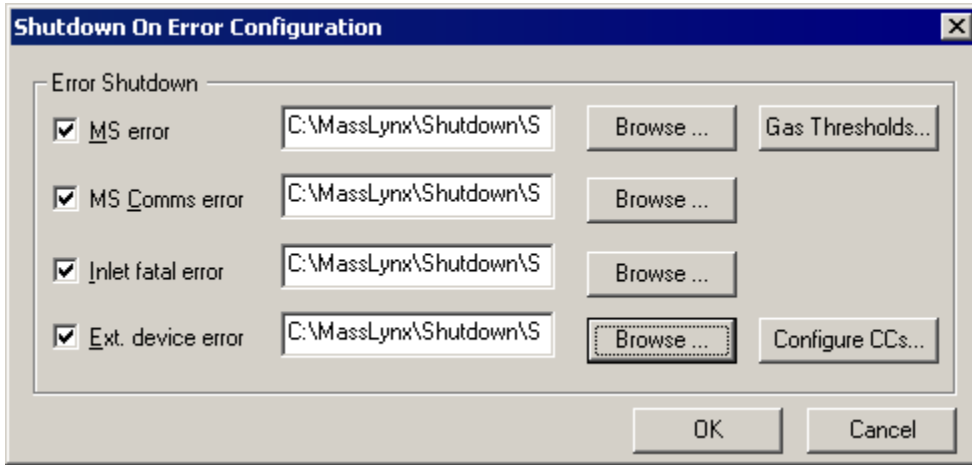 Shutdown On Error Configuration
Error Shutdown
MS error C:\MassLynx\Shutdown\S Browse ... Gas Thresholds...
MS Comms error C:\MassLynx\Shutdown\S Browse ...
Inlet fatal error C:\MassLynx\Shutdown\S Browse ...
Ext. device error C:\MassLynx\Shutdown\S Browse ... Configure CCs...
OK Cancel